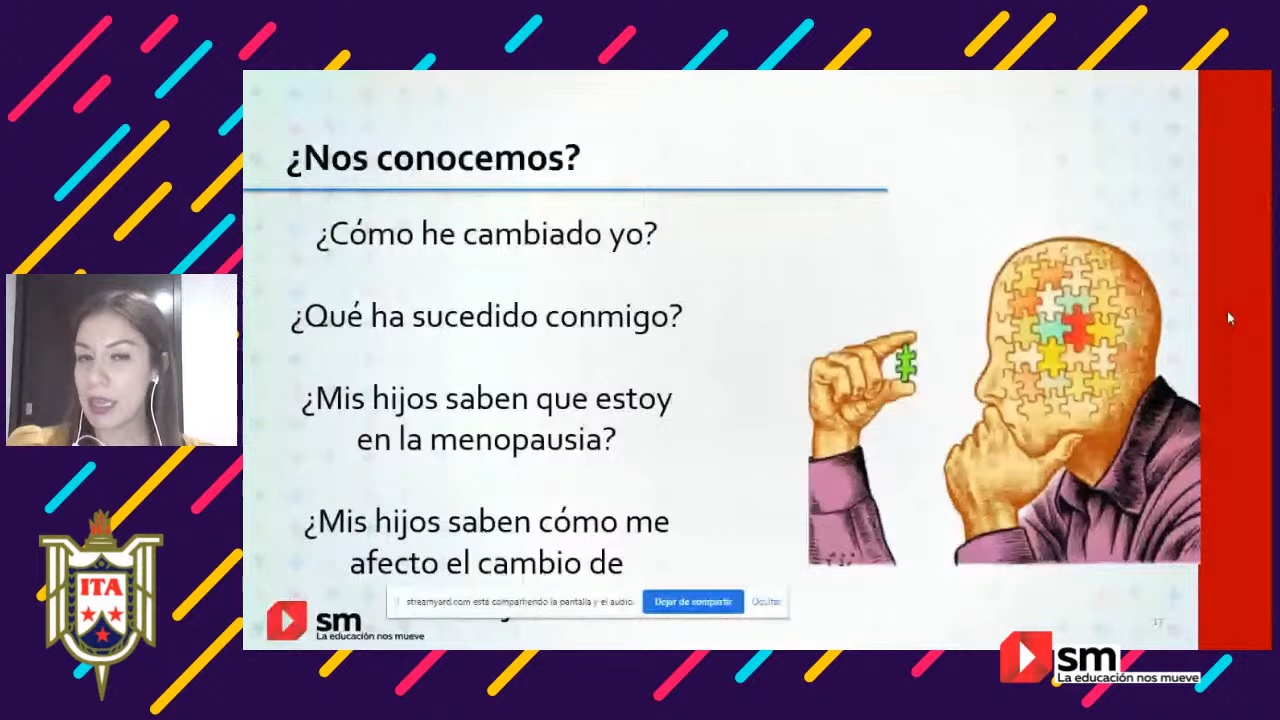 ¿Nos conocemos?
¿Cómo he cambiado yo?
¿Qué ha sucedido conmigo?
¿Mis hijos saben que estoy
en la menopausia?
¿Mis hijos saben cómo me
afecto el cambio de
streamyard.com está compartiendo la pantalla y el audio.
Dejar de compartir
Ocultar
sm
La educación nos mueve
17
ITA
sm
La educación nos mueve